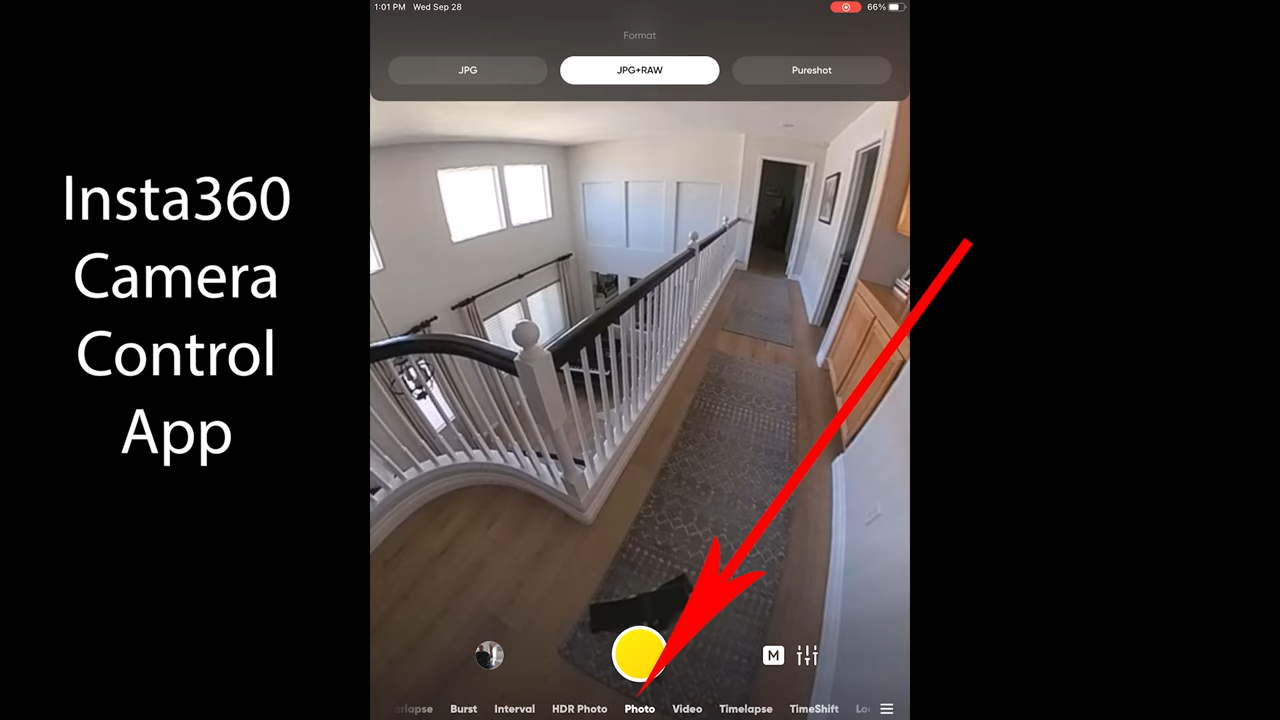 1:01 PM Wed Sep 28
66%
Format
JPG
JPG+RAW
Pureshot
Insta360
Camera
Control
App
M
Burst Interval HDR Photo Photo Video Timelapse TimeShift